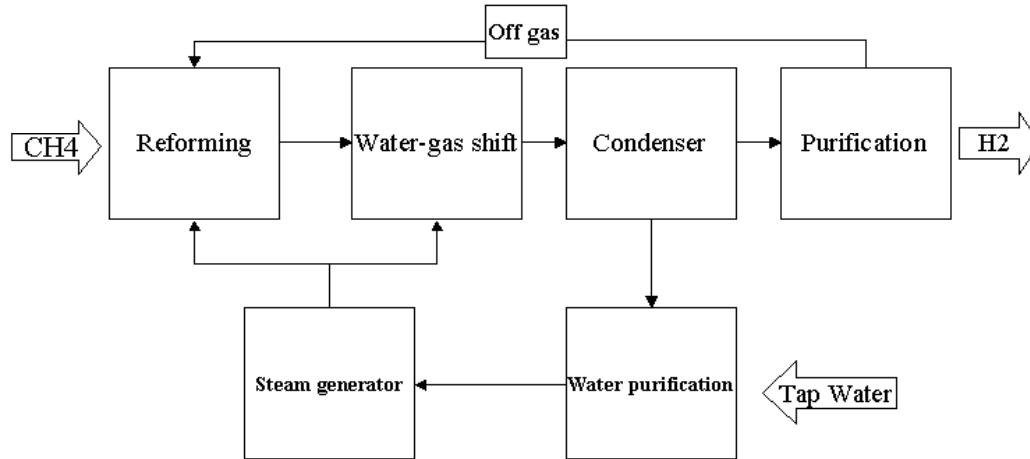 Off gas
CH4
Reforming
Water-gas shift
Condenser
Purification
H2
Steam generator
Water purification
Tap Water